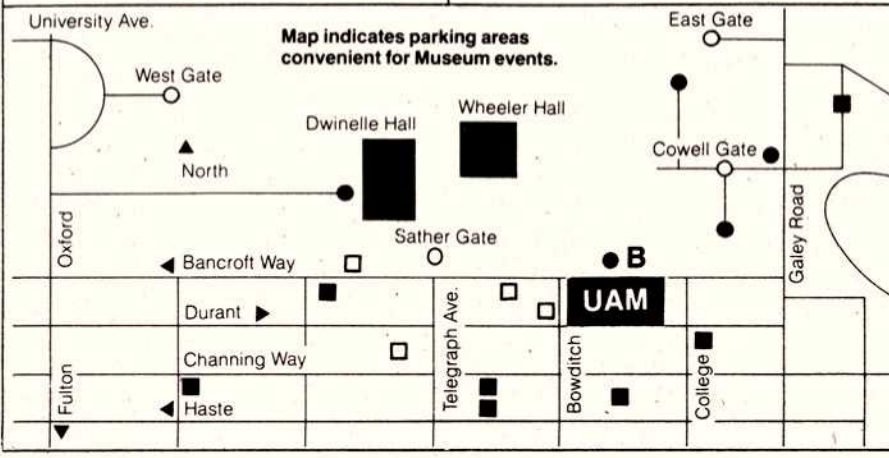 University Ave.
East Gate
Map indicates parking areas
convenient for Museum events.
West Gate
Wheeler Hall
Dwinelle Hall
Cowell Gate
North
Oxford
Galey Road
Sather Gate
Bancroft Way
B
UAM
Durant
Telegraph Ave.
Channing Way
Bowditch
College
Fulton
Haste